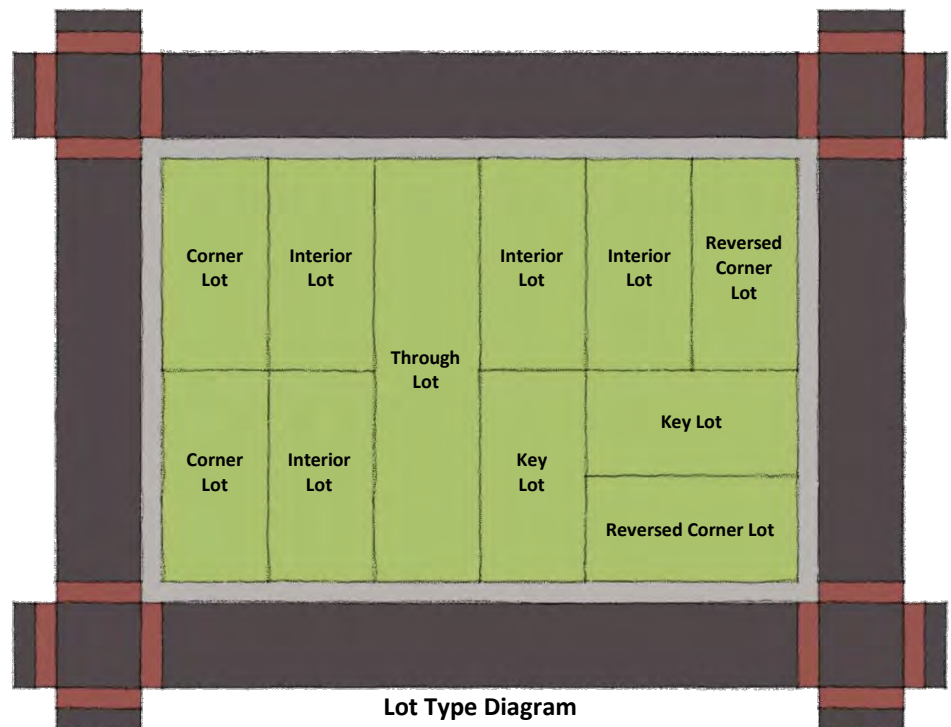 Corner
Lot
Interior
Lot
Through
Lot
Interior
Lot
Interior
Lot
Reversed
Corner
Lot
Corner
Lot
Interior
Lot
Key
Lot
Key Lot
Reversed Corner Lot
Lot Type Diagram